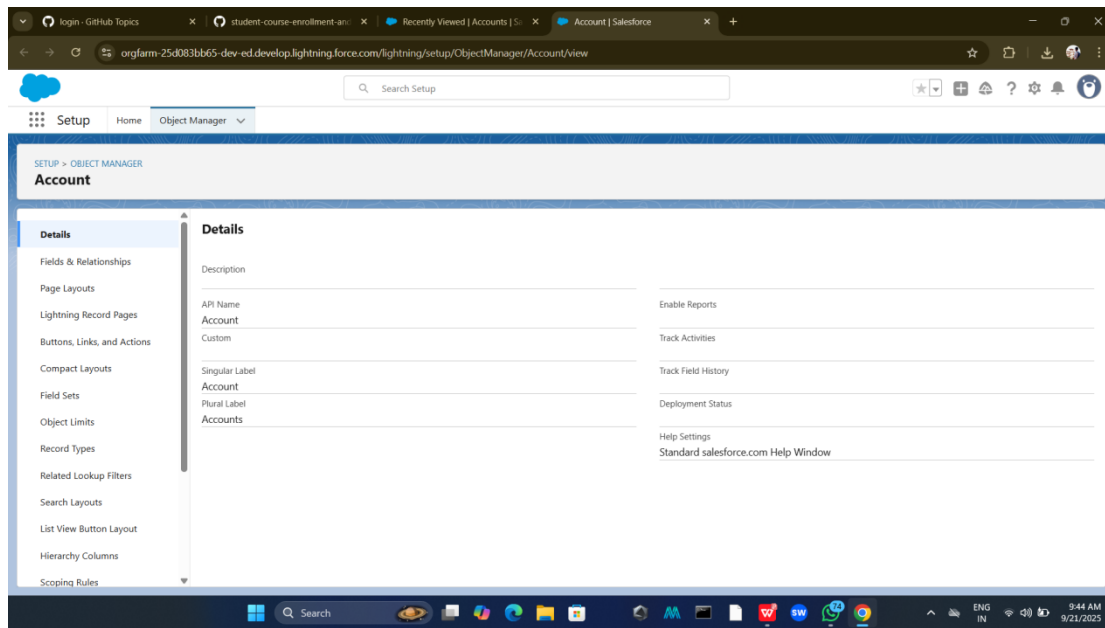 login · GitHub Topics
student-course-enrollment-and
Recently Viewed | Accounts | Sa
Account | Salesforce
orgfarm-25d083bb65-dev-ed.develop.lightning.force.com/lightning/setup/ObjectManager/Account/view
Search Setup
Setup
Home
Object Manager
SETUP > OBJECT MANAGER
Account
Details
Fields & Relationships
Page Layouts
Lightning Record Pages
Buttons, Links, and Actions
Compact Layouts
Field Sets
Object Limits
Record Types
Related Lookup Filters
Search Layouts
List View Button Layout
Hierarchy Columns
Scoping Rules
Details
Description
API Name
Account
Custom
Singular Label
Account
Plural Label
Accounts
Enable Reports
Track Activities
Track Field History
Deployment Status
Help Settings
Standard salesforce.com Help Window
Search
W
SW
74
ENG
IN
9:44 AM
9/21/2025